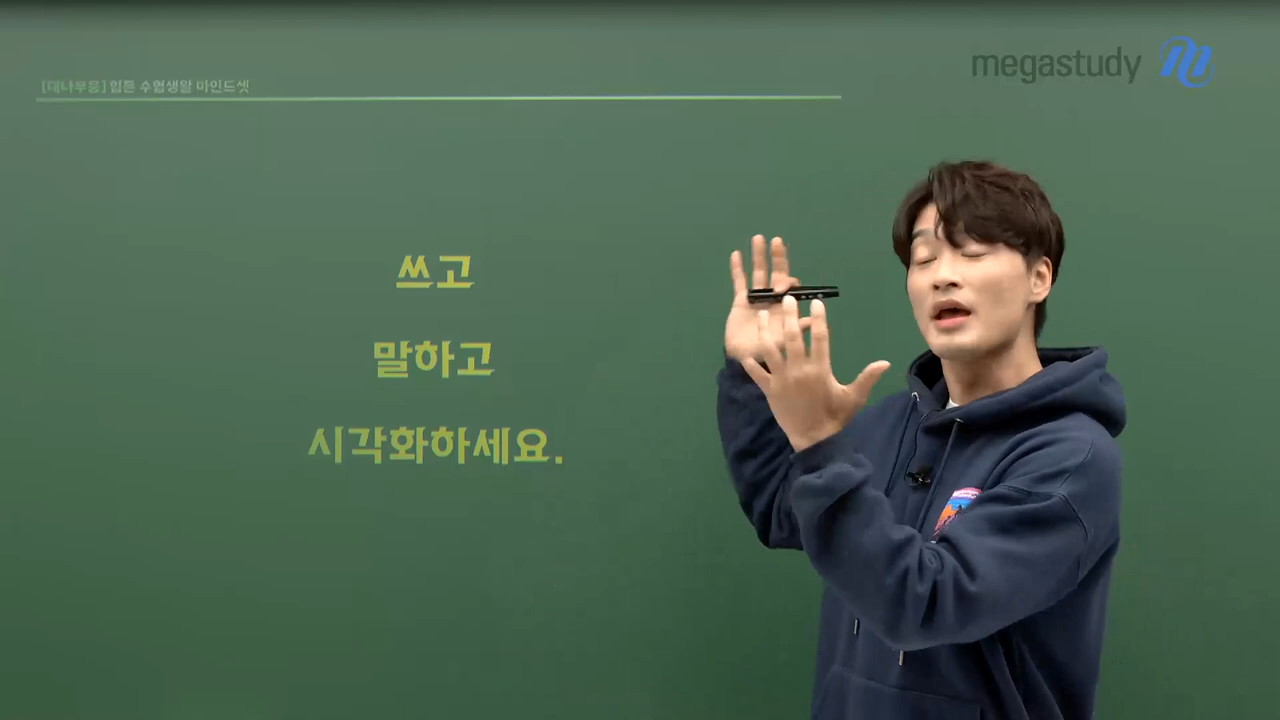 [대나무숲] 힘든 수험생활 마인드셋
megastudy
쓰고
말하고
시각화하세요.